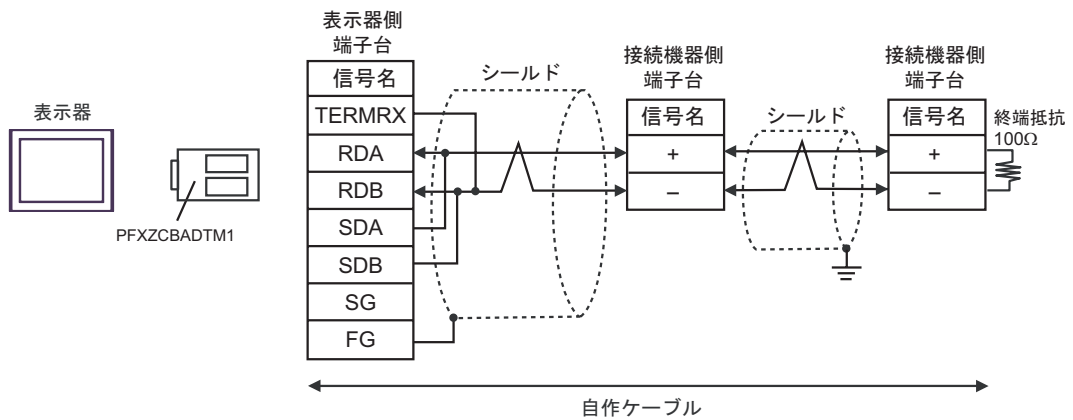 表示器
PFXZCBADTM1
表示器側
端子台
信号名
TERMRX
RDA
RDB
SDA
SDB
SG
FG
シールド
接続機器側
端子台
信号名
+
−
シールド
接続機器側
端子台
信号名
+
−
終端抵抗
100Ω
自作ケーブル